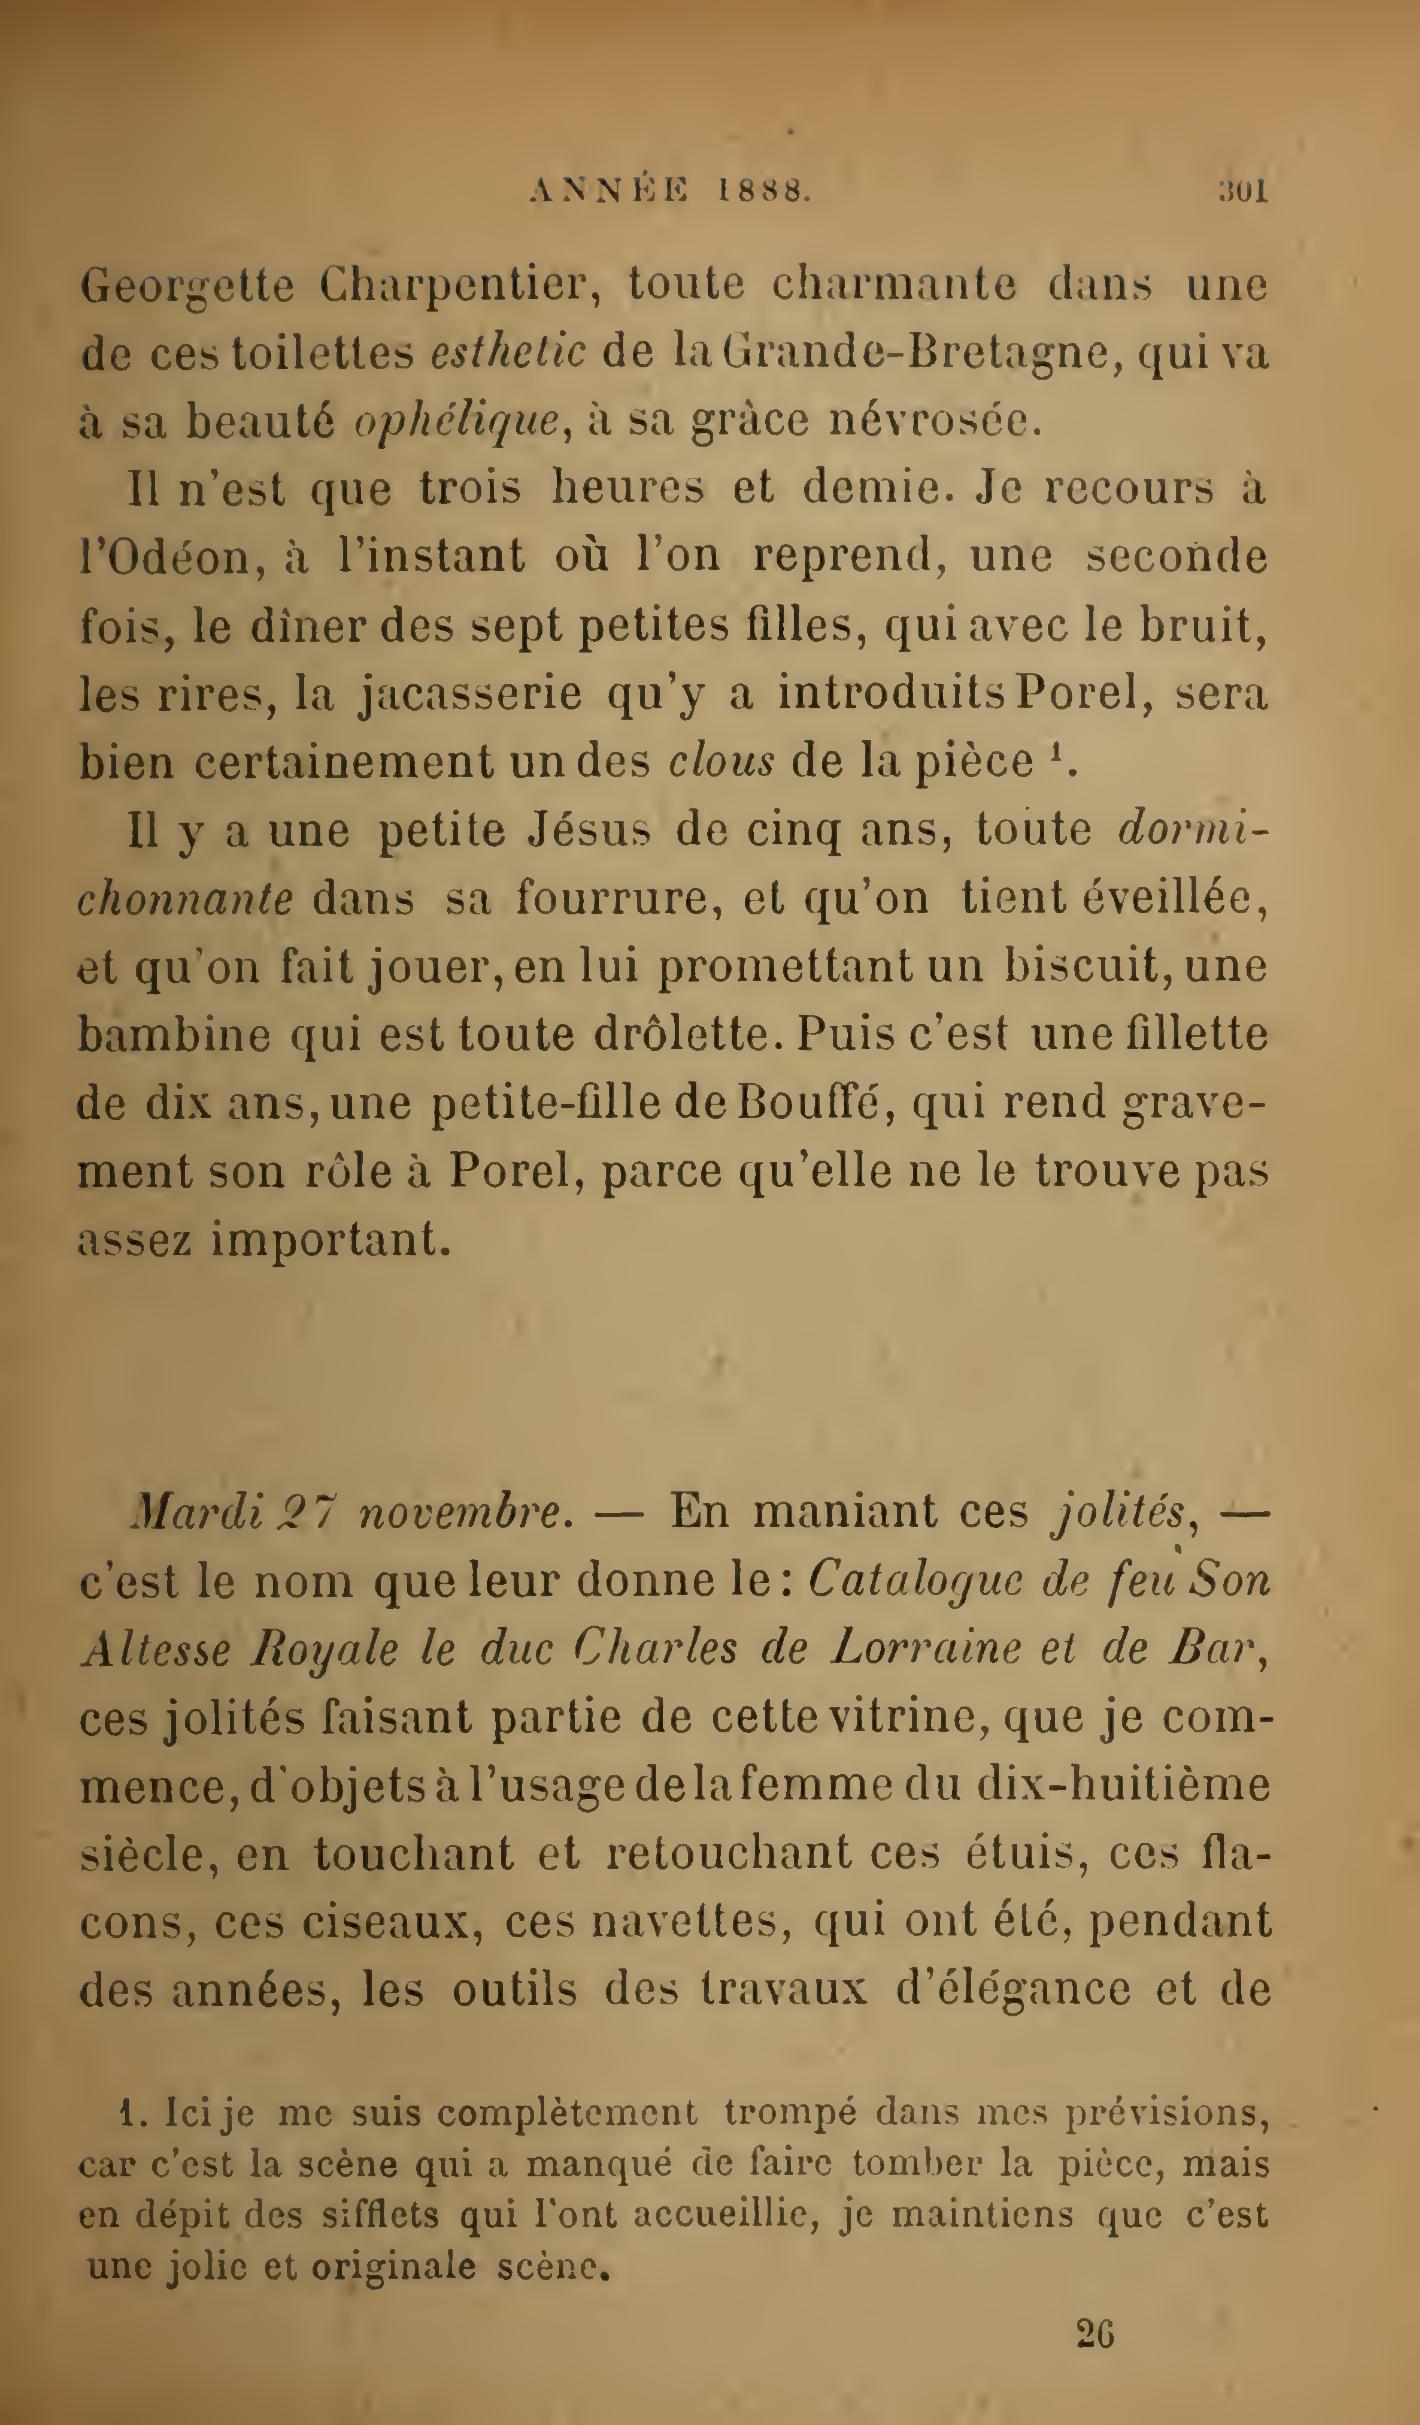 ANNÉE 1888. 301
Georgette Charpentier, toute charmante dans une
de ces toilettes esthetic de la Grande-Bretagne, qui va
à sa beauté ophélique, à sa grâce névrosée.
Il n'est que trois heures et demie. Je recours à
l'Odéon, à l'instant où l'on reprend, une seconde
fois, le dîner des sept petites filles, qui avec le bruit,
les rires, la jacasserie qu'y a introduits Porel, sera
bien certainement un des clous de la pièce ¹.
Il y a une petite Jésus de cinq ans, toute dormi-
chonnante dans sa fourrure, et qu'on tient éveillée,
et qu'on fait jouer, en lui promettant un biscuit, une
bambine qui est toute drôlette. Puis c'est une fillette
de dix ans, une petite-fille de Bouffé, qui rend grave-
ment son rôle à Porel, parce qu'elle ne le trouve pas
assez important.
Mardi 27 novembre. — En maniant ces jolités, —
c'est le nom que leur donne le : Catalogue de feu Son
Altesse Royale le duc Charles de Lorraine et de Bar,
ces jolités faisant partie de cette vitrine, que je com-
mence, d'objets à l'usage de la femme du dix-huitième
siècle, en touchant et retouchant ces étuis, ces fla-
cons, ces ciseaux, ces navettes, qui ont été, pendant
des années, les outils des travaux d'élégance et de
1. Ici je me suis complètement trompé dans mes prévisions,
car c'est la scène qui a manqué de faire tomber la pièce, mais
en dépit des sifflets qui l'ont accueillie, je maintiens que c'est
une jolie et originale scène.
26